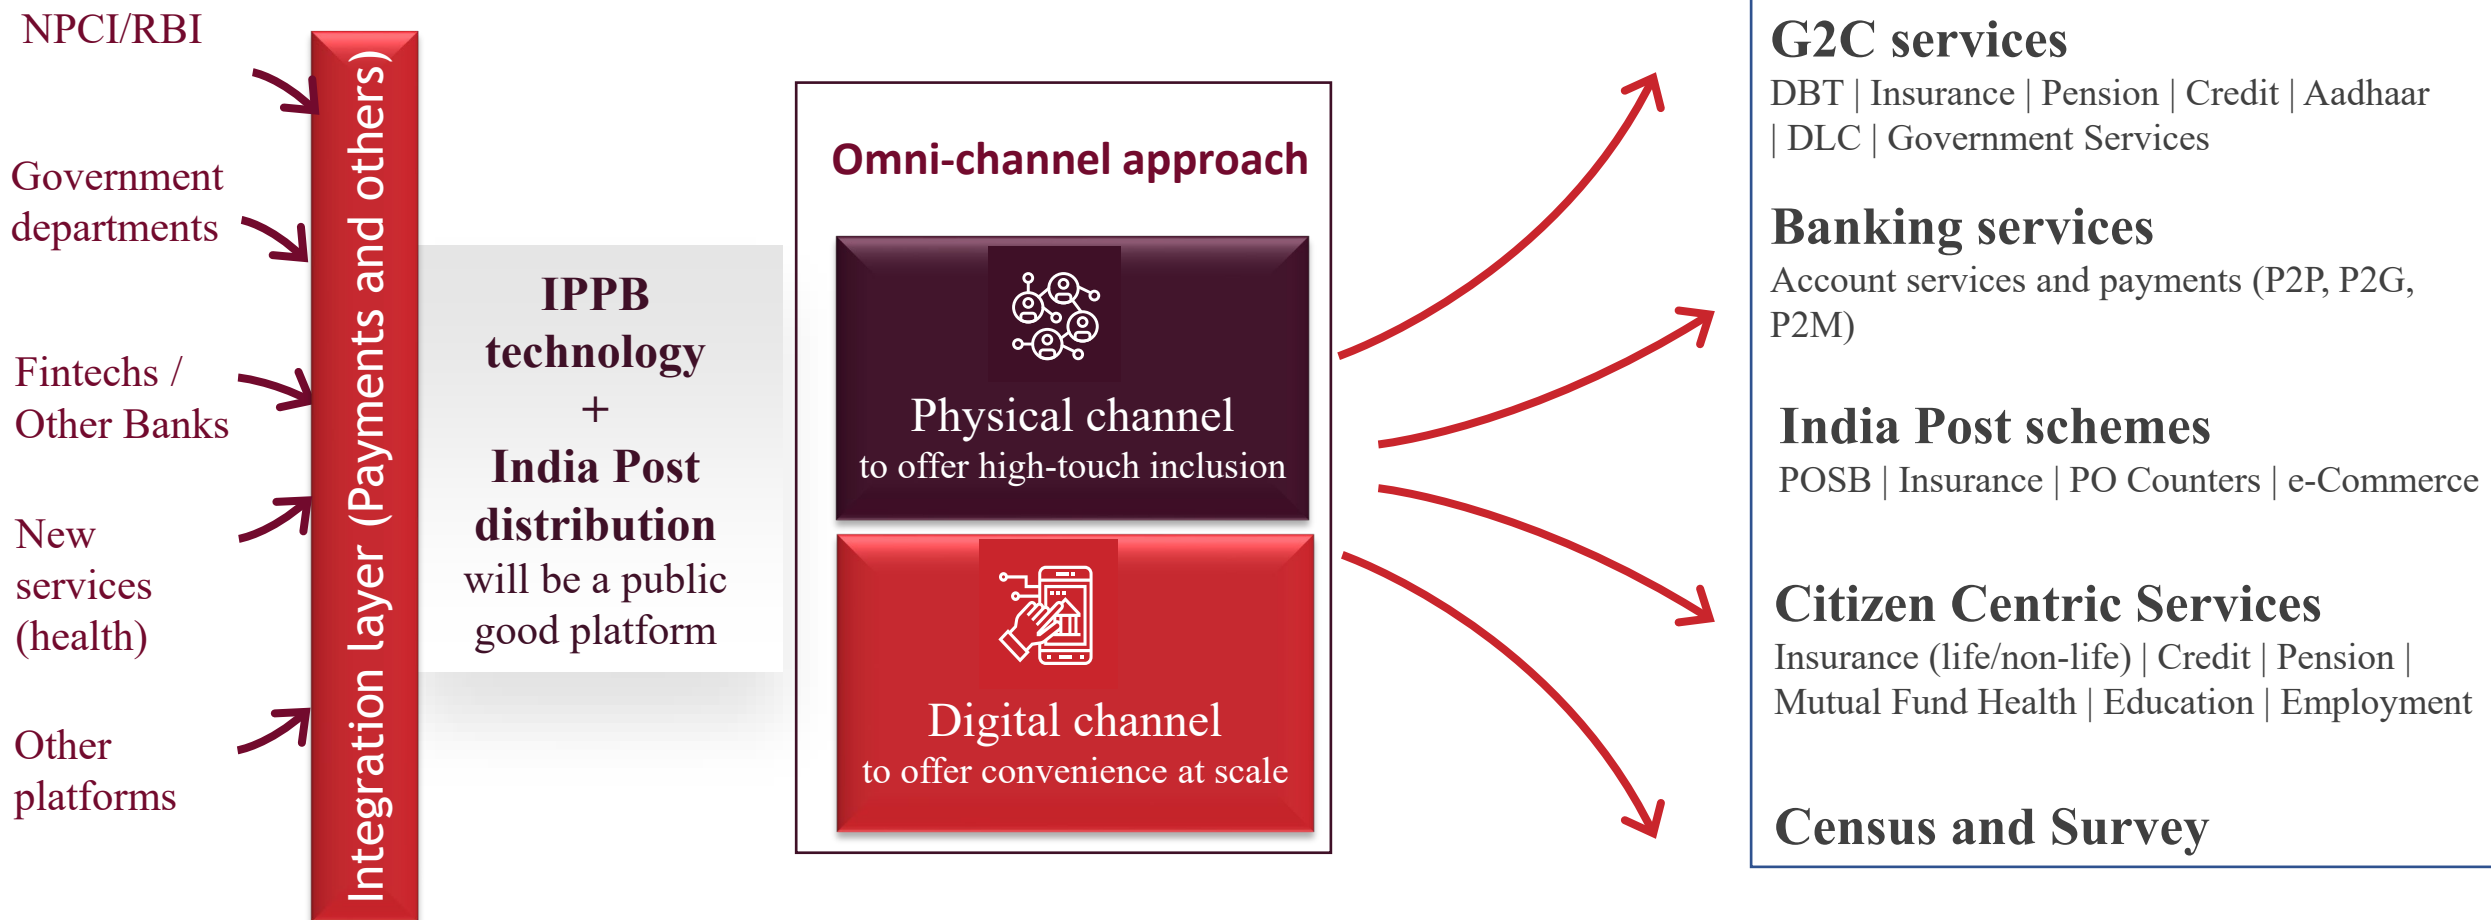 NPCI/RBI
Government
departments
Fintechs /
Other Banks
New
services
(health)
Other
platforms
Integration layer (Payments and others)
IPPB
technology
+
India Post
distribution
will be a public
good platform
Omni-channel approach
Physical channel
to offer high-touch inclusion
Digital channel
to offer convenience at scale
G2C services
DBT | Insurance | Pension | Credit | Aadhaar
| DLC | Government Services
Banking services
Account services and payments (P2P, P2G,
P2M)
India Post schemes
POSB | Insurance | PO Counters | e-Commerce
Citizen Centric Services
Insurance (life/non-life) | Credit | Pension |
Mutual Fund Health | Education | Employment
Census and Survey